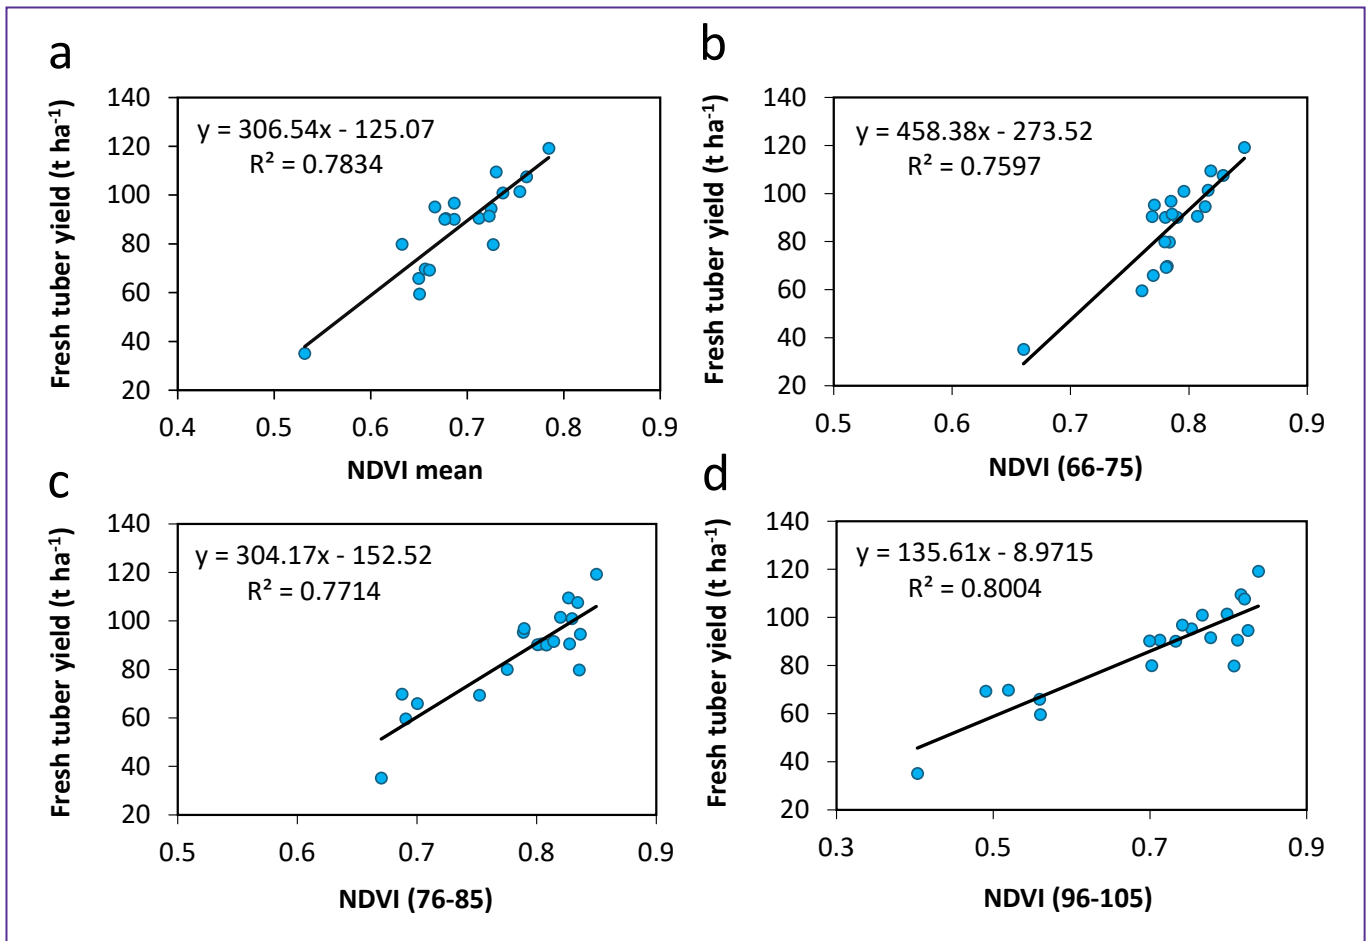 a
Fresh tuber yield (t ha⁻¹)
140
120
100
80
60
40
20
y = 306.54x - 125.07
R² = 0.7834
0.4 0.5 0.6 0.7 0.8 0.9
NDVI mean
b
Fresh tuber yield (t ha⁻¹)
140
120
100
80
60
40
20
y = 458.38x - 273.52
R² = 0.7597
0.5 0.6 0.7 0.8 0.9
NDVI (66-75)
c
Fresh tuber yield (t ha⁻¹)
140
120
100
80
60
40
20
y = 304.17x - 152.52
R² = 0.7714
0.5 0.6 0.7 0.8 0.9
NDVI (76-85)
d
Fresh tuber yield (t ha⁻¹)
140
120
100
80
60
40
20
y = 135.61x - 8.9715
R² = 0.8004
0.3 0.5 0.7 0.9
NDVI (96-105)